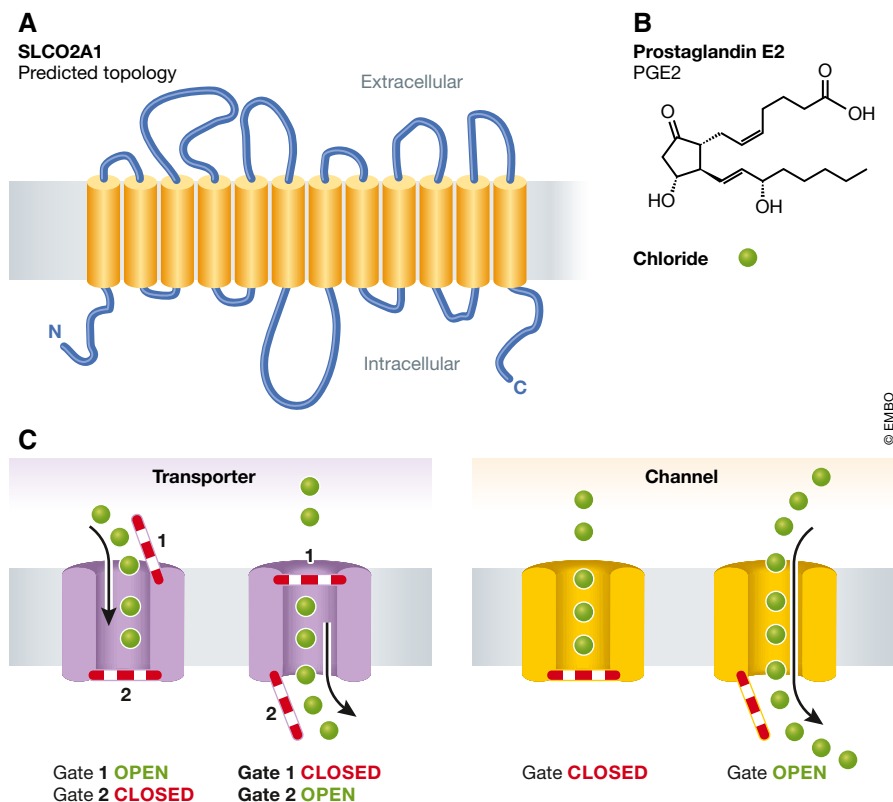 A
SLCO2A1
Predicted topology
Extracellular
N
Intracellular
C
B
Prostaglandin E2
PGE2
O
OH
O
HO
OH
Chloride
© EMBO
C
Transporter
1
2
1
2
Gate 1 OPEN
Gate 2 CLOSED
Gate 1 CLOSED
Gate 2 OPEN
Channel
Gate CLOSED
Gate OPEN